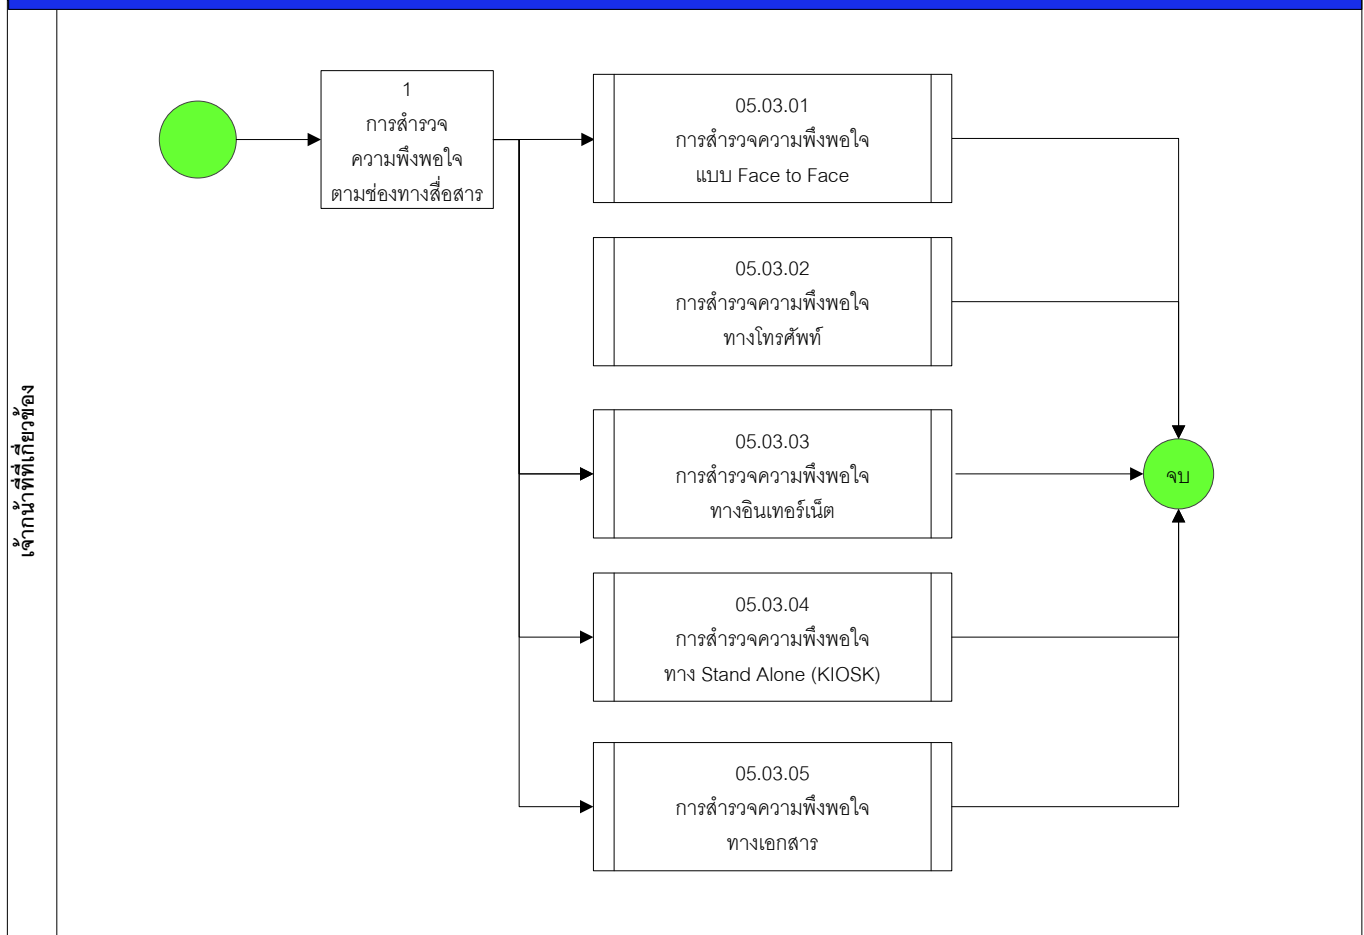 1
การสำรวจ
ความพึงพอใจ
ตามช่องทางสื่อสาร
05.03.01
การสำรวจความพึงพอใจ
แบบ Face to Face
05.03.02
การสำรวจความพึงพอใจ
ทางโทรศัพท์
05.03.03
การสำรวจความพึงพอใจ
ทางอินเทอร์เน็ต
05.03.04
การสำรวจความพึงพอใจ
ทาง Stand Alone (KIOSK)
05.03.05
การสำรวจความพึงพอใจ
ทางเอกสาร
จบ
เจ้ากน้าที่ที่เกี่ยวข้อง